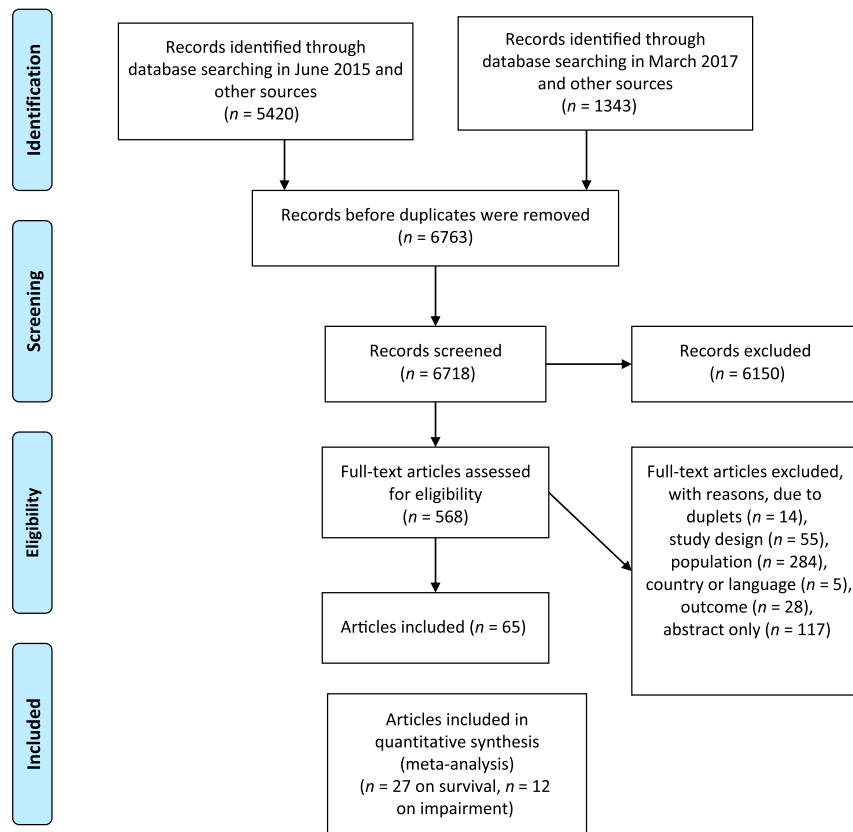 Identification
Records identified through
database searching in June 2015 and
other sources
(n = 5420)
Records identified through
database searching in March 2017
and other sources
(n = 1343)
Records before duplicates were removed
(n = 6763)
Screening
Records screened
(n = 6718)
Records excluded
(n = 6150)
Eligibility
Full-text articles assessed
for eligibility
(n = 568)
Full-text articles excluded,
with reasons, due to
duplets (n = 14),
study design (n = 55),
population (n = 284),
country or language (n = 5),
outcome (n = 28),
abstract only (n = 117)
Articles included (n = 65)
Included
Articles included in
quantitative synthesis
(meta-analysis)
(n = 27 on survival, n = 12
on impairment)